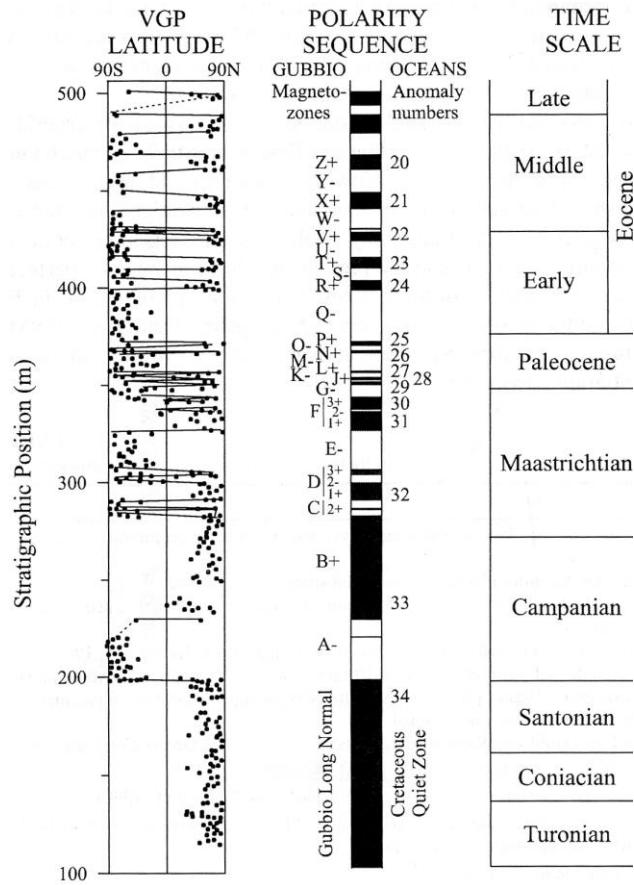 VGP
LATITUDE
90S 0 90N
POLARITY
SEQUENCE
GUBBIO OCEANS
Magneto-
zones
Anomaly
numbers
TIME
SCALE
Stratigraphic Position (m)
500
400
300
200
100
Z+ 20
Y-
X+ 21
W-
V+ 22
U-
T+ 23
S-
R+ 24
Q-
P+ 25
O-
N+ 26
M-
L+ 27
K- J+ 28
G- 29
3+ 30
F 2-
1+ 31
E-
3+
D 2-
1+ 32
C 2+
B+
33
A-
34
Gubbio Long Normal
Cretaceous
Quiet Zone
Late
Middle
Early
Eocene
Paleocene
Maastrichtian
Campanian
Santonian
Coniacian
Turonian